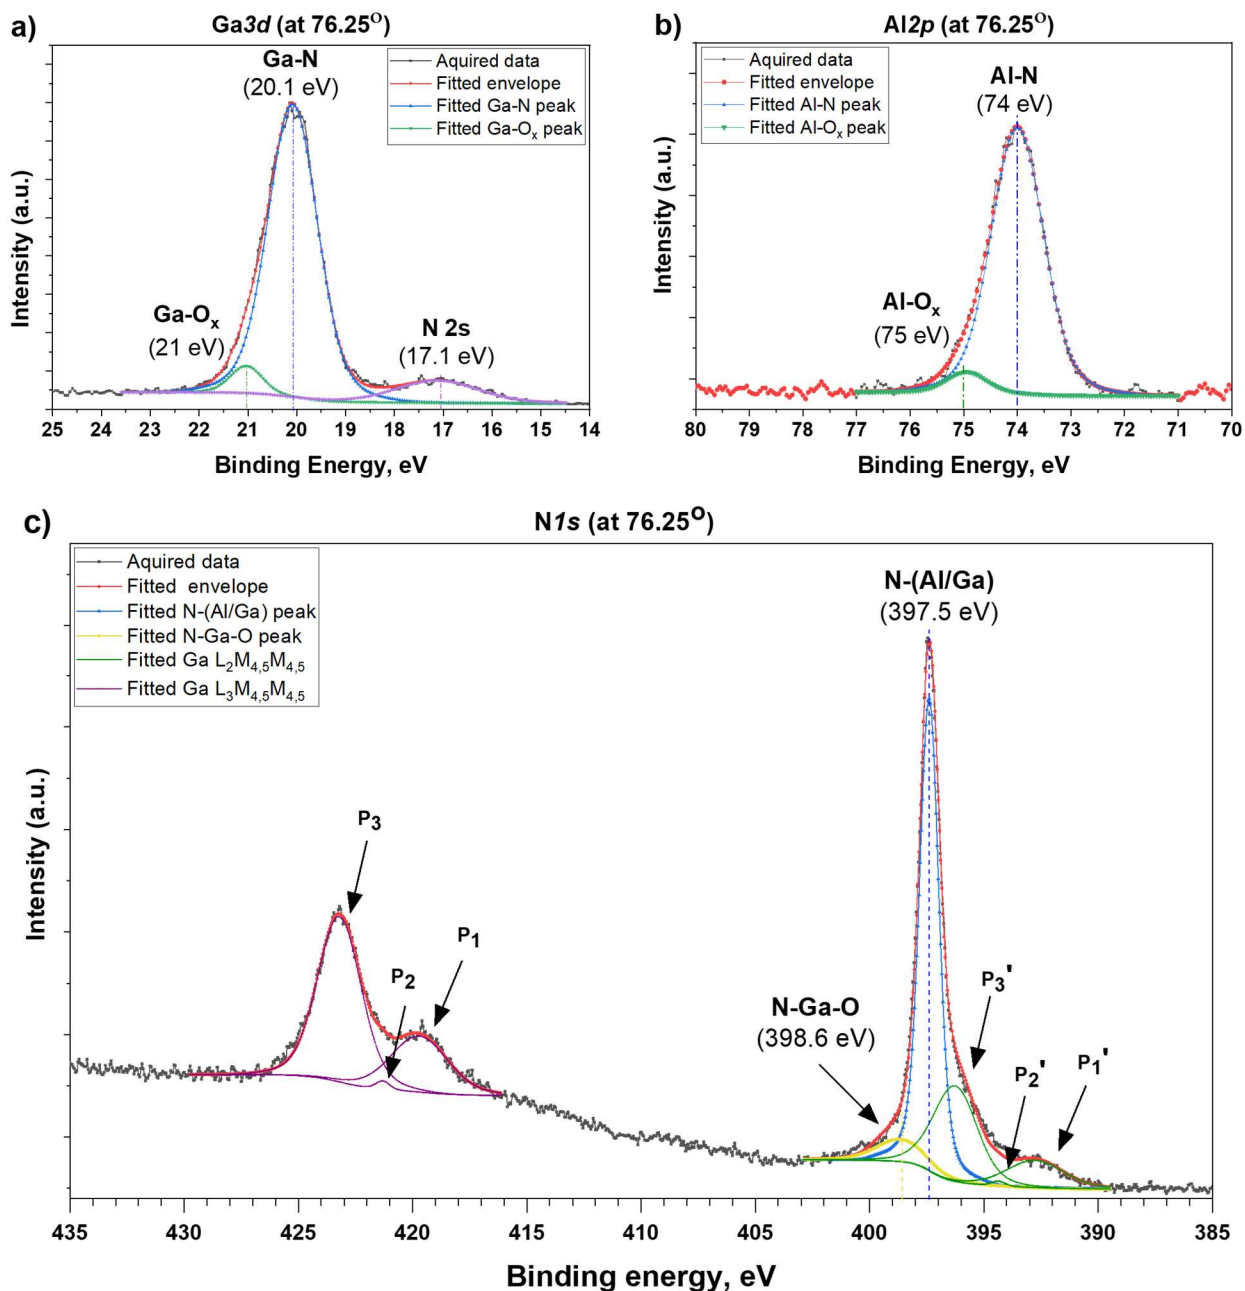 a)
Ga3d (at 76.25°)
Ga-N
(20.1 eV)
Aquired data
Fitted envelope
Fitted Ga-N peak
Fitted Ga-Oₓ peak
Ga-Oₓ
(21 eV)
N 2s
(17.1 eV)
Intensity (a.u.)
25 24 23 22 21 20 19 18 17 16 15 14
Binding Energy, eV
b)
Al2p (at 76.25°)
Aquired data
Fitted envelope
Fitted Al-N peak
Fitted Al-Oₓ peak
Al-N
(74 eV)
Al-Oₓ
(75 eV)
Intensity (a.u.)
80 79 78 77 76 75 74 73 72 71 70
Binding Energy, eV
c)
N1s (at 76.25°)
Aquired data
Fitted envelope
Fitted N-(Al/Ga) peak
Fitted N-Ga-O peak
Fitted Ga L₂M₄,₅M₄,₅
Fitted Ga L₃M₄,₅M₄,₅
N-(Al/Ga)
(397.5 eV)
P₃
P₂
P₁
N-Ga-O
(398.6 eV)
P₃'
P₂'
P₁'
Intensity (a.u.)
435 430 425 420 415 410 405 400 395 390 385
Binding energy, eV